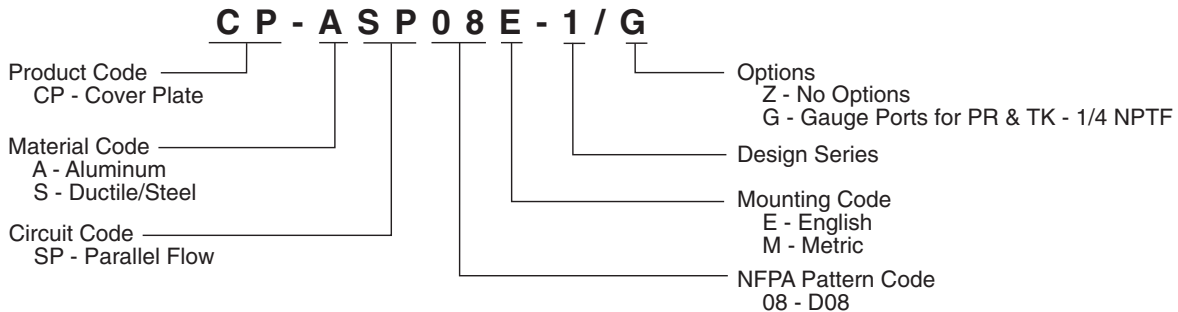 CP-ASP08E-1/G
Product Code
CP - Cover Plate
Material Code
A - Aluminum
S - Ductile/Steel
Circuit Code
SP - Parallel Flow
Options
Z - No Options
G - Gauge Ports for PR & TK - 1/4 NPTF
Design Series
Mounting Code
E - English
M - Metric
NFPA Pattern Code
08 - D08